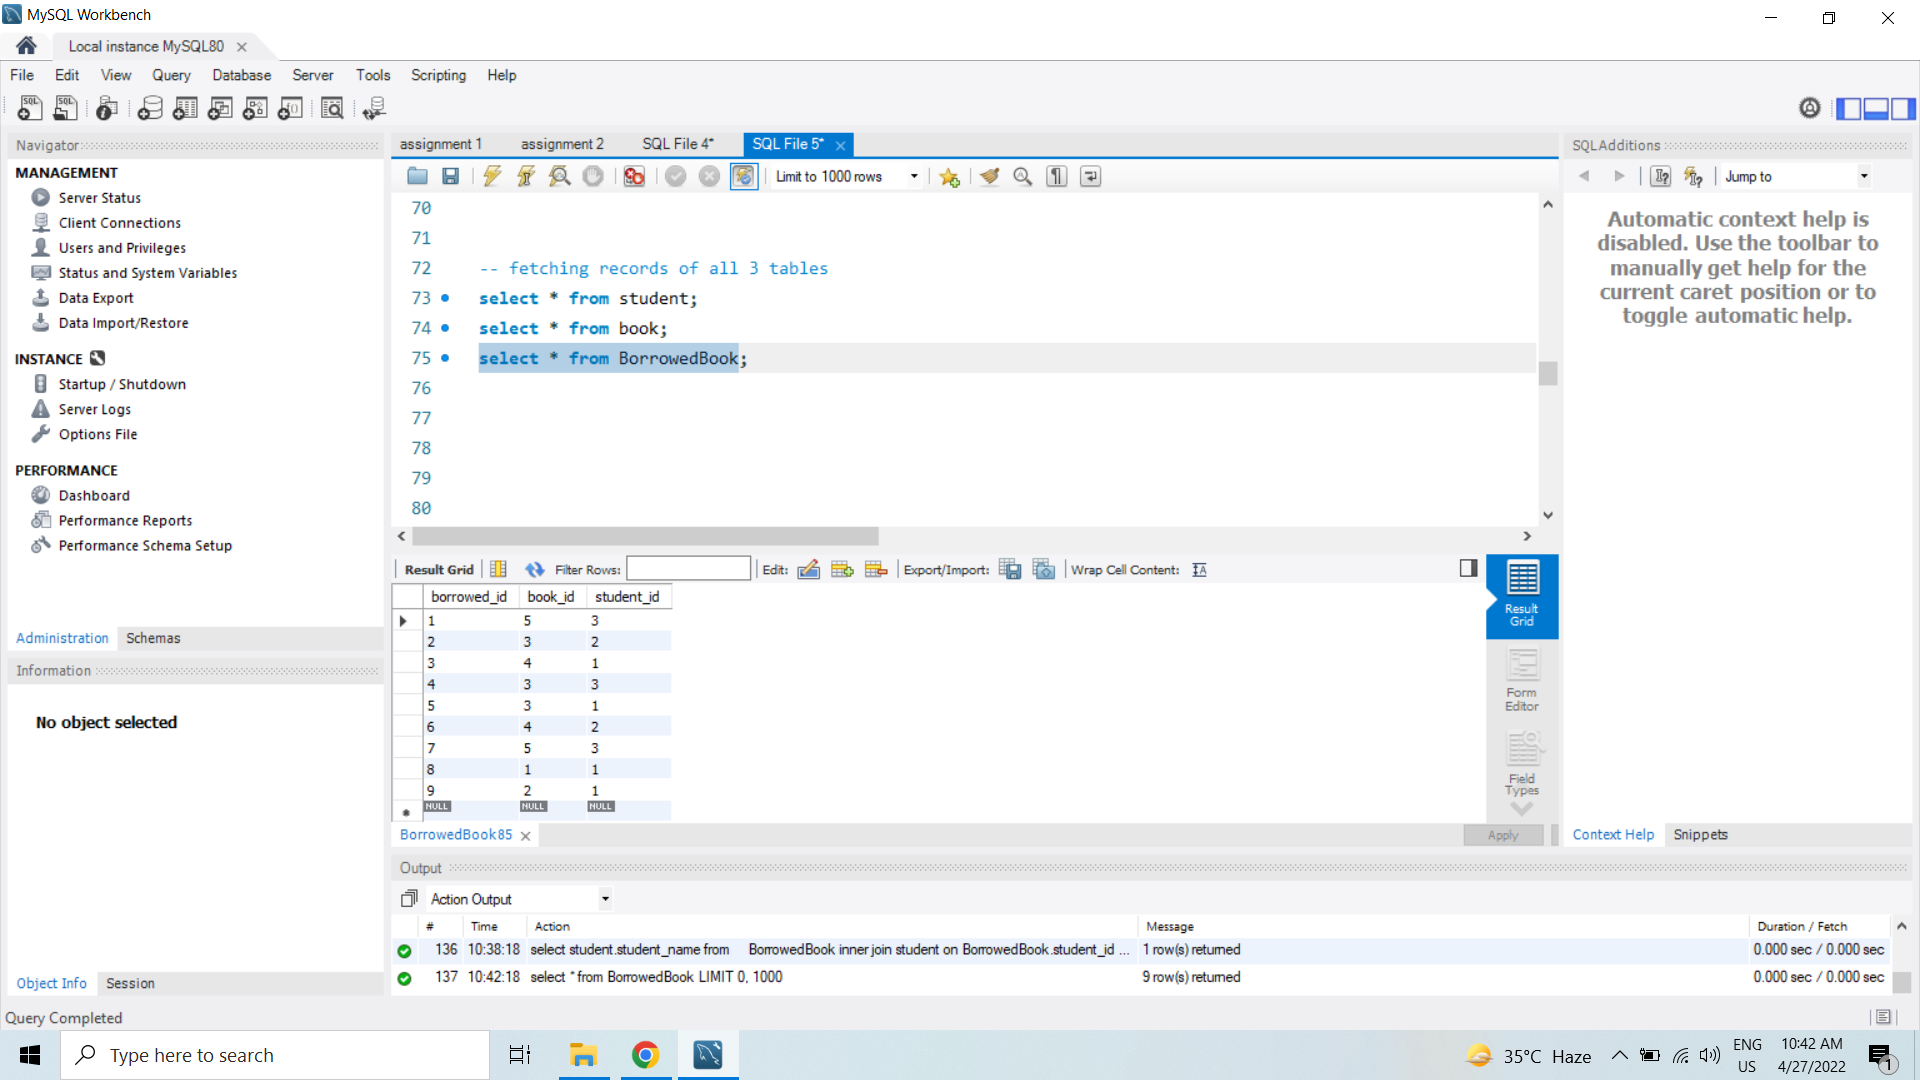 MySQL Workbench
Local instance MySQL80
File Edit View Query Database Server Tools Scripting Help
Navigator
MANAGEMENT
Server Status
Client Connections
Users and Privileges
Status and System Variables
Data Export
Data Import/Restore
INSTANCE
Startup / Shutdown
Server Logs
Options File
PERFORMANCE
Dashboard
Performance Reports
Performance Schema Setup
Administration Schemas
Information
No object selected
Object Info Session
assignment 1 assignment 2 SQL File 4* SQL File 5*
Limit to 1000 rows
70
71
72 -- fetching records of all 3 tables
73 select * from student;
74 select * from book;
75 select * from BorrowedBook;
76
77
78
79
80
Result Grid Filter Rows: Edit: Export/Import: Wrap Cell Content:
borrowed_id book_id student_id
1 5 3
2 3 2
3 4 1
4 3 3
5 3 1
6 4 2
7 5 3
8 1 1
9 2 1
NULL NULL NULL
Result
Grid
Form
Editor
Field
Types
BorrowedBook 85 Apply
SQLAdditions
Jump to
Automatic context help is
disabled. Use the toolbar to
manually get help for the
current caret position or to
toggle automatic help.
Context Help Snippets
Output
Action Output
# Time Action Message Duration / Fetch
136 10:38:18 select student.student_name from BorrowedBook inner join student on BorrowedBook.student_id ... 1 row(s) returned 0.000 sec / 0.000 sec
137 10:42:18 select * from BorrowedBook LIMIT 0, 1000 9 row(s) returned 0.000 sec / 0.000 sec
Query Completed
Type here to search
35°C Haze
ENG
US
10:42 AM
4/27/2022
1